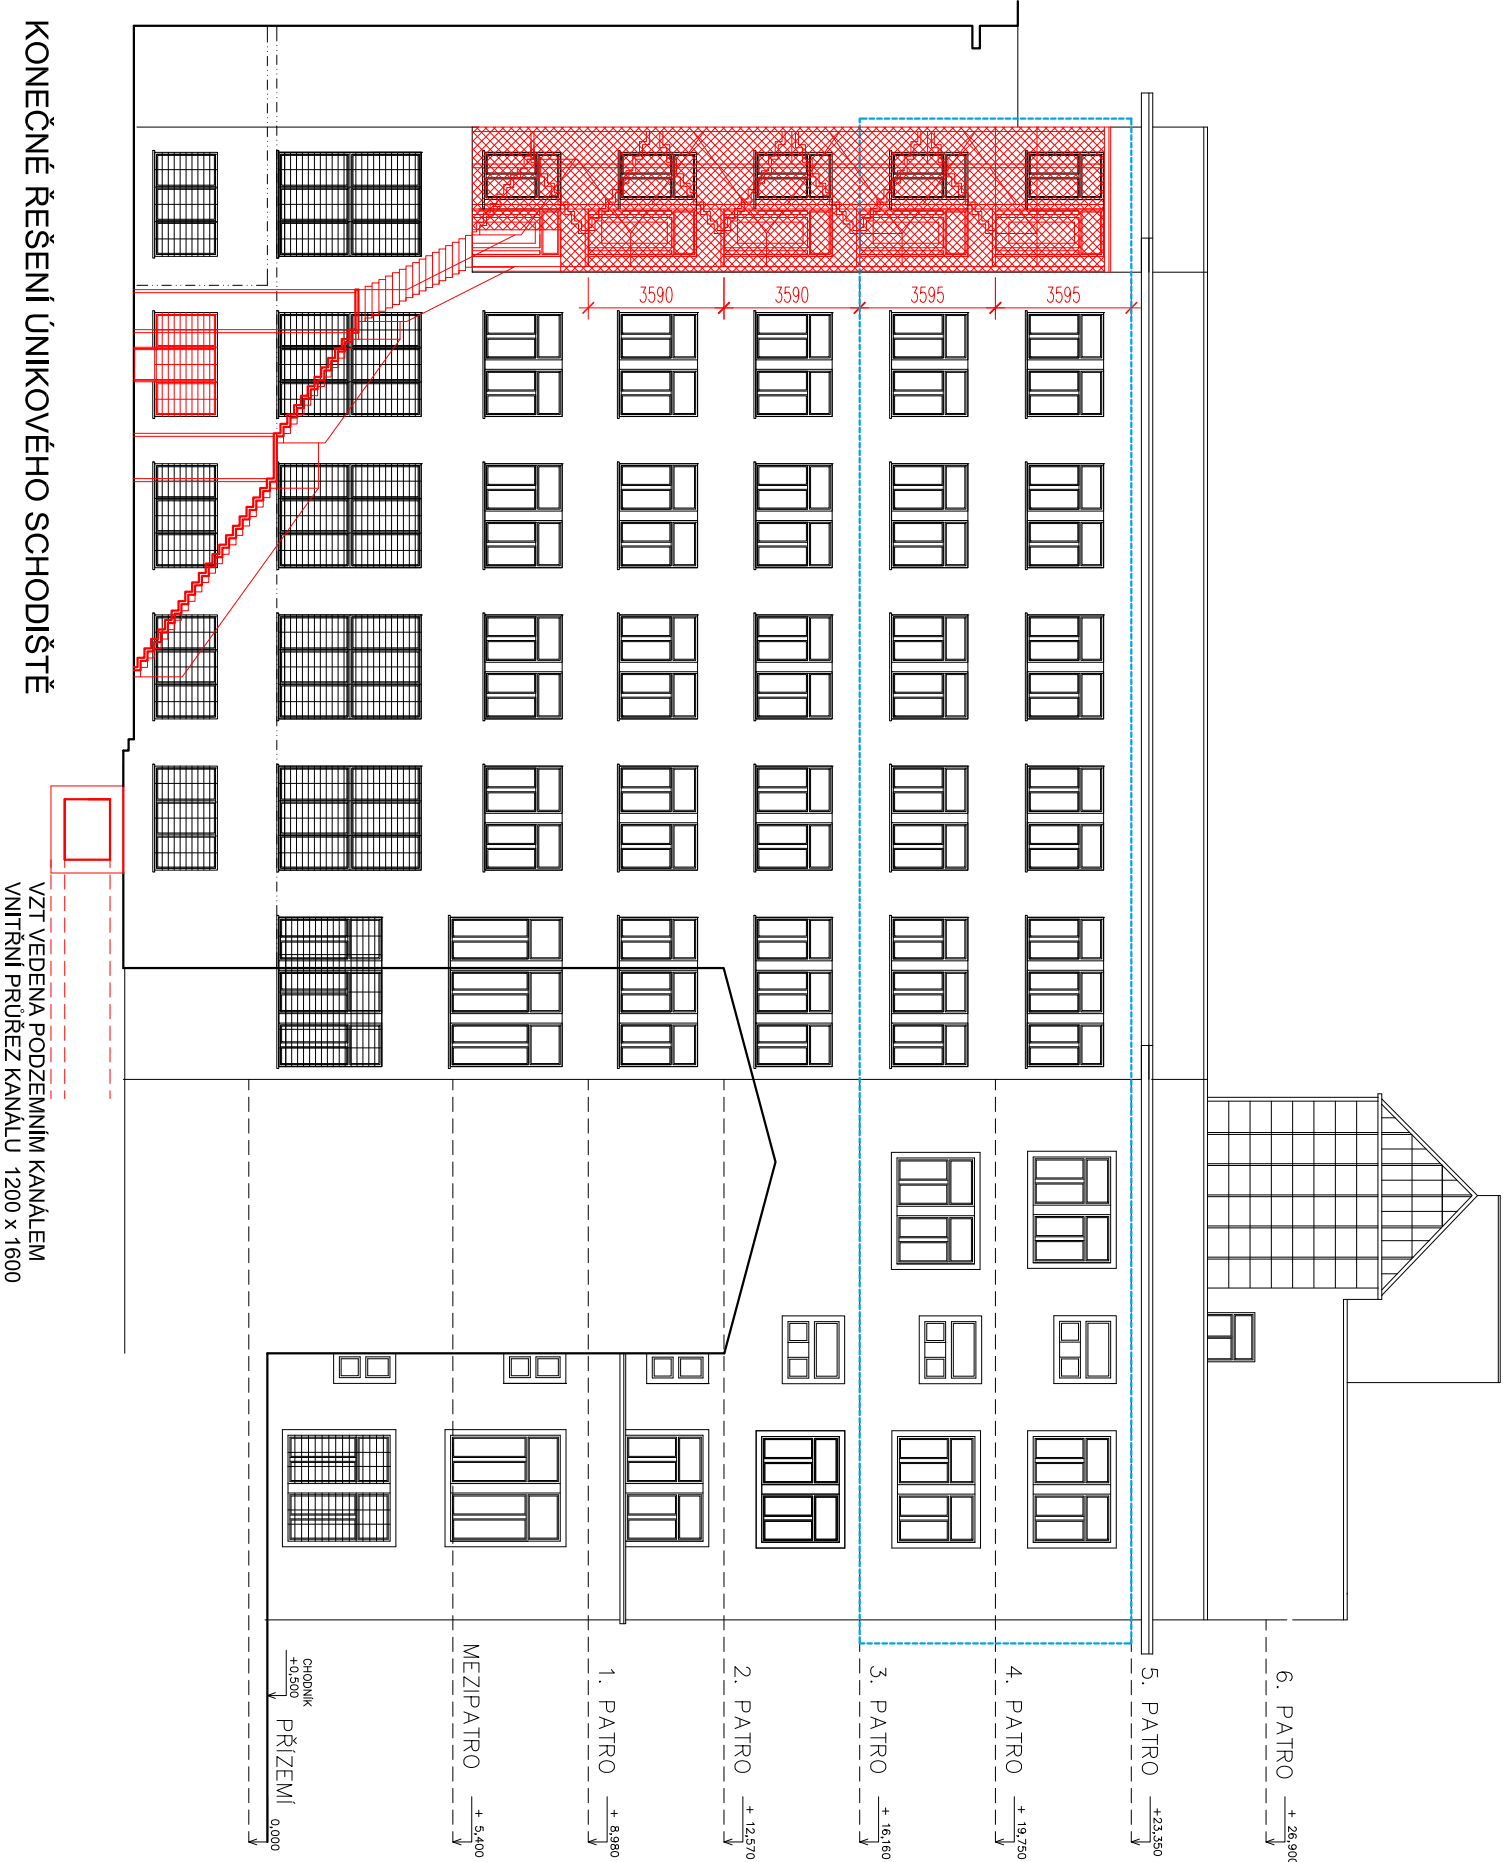 KONEČNÉ ŘEŠENÍ ÚNIKOVÉHO SCHODIŠTĚ
6. PATRO + 26,900
5. PATRO +23,350
4. PATRO + 19,750
3. PATRO + 16,160
2. PATRO + 12,570
1. PATRO + 8,980
MEZIPATRO + 5,400
CHODNÍK
+0,500
PŘÍZEMÍ 0,000
3595
3595
3590
3590
VZT VEDENA PODZEMNÍM KANÁLEM
VNITŘNÍ PRŮŘEZ KANÁLU 1200 x 1600